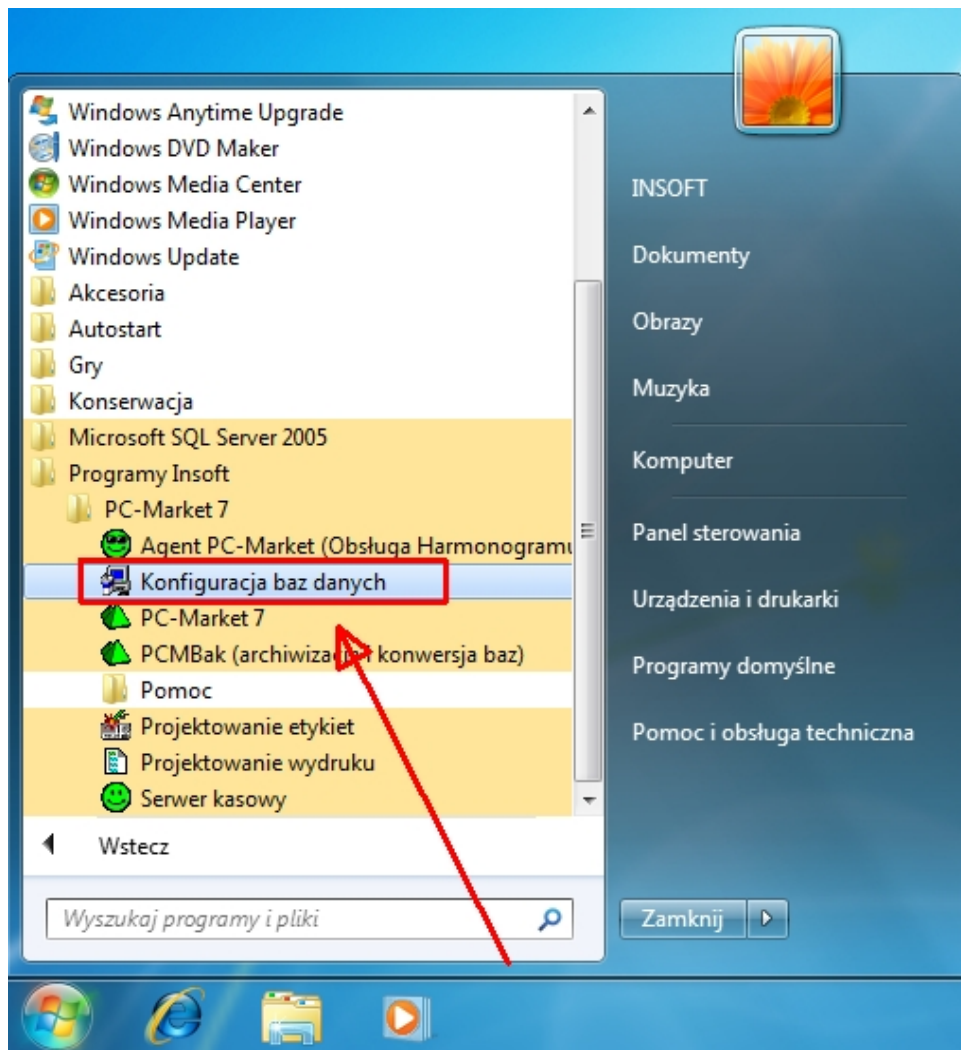 Windows Anytime Upgrade
Windows DVD Maker
Windows Media Center
Windows Media Player
Windows Update
Akcesoria
Autostart
Gry
Konserwacja
Microsoft SQL Server 2005
Programy Insoft
PC-Market 7
Agent PC-Market (Obsługa Harmonogramu
Konfiguracja baz danych
PC-Market 7
PCMBak (archiwizacja i konwersja baz)
Pomoc
Projektowanie etykiet
Projektowanie wydruku
Serwer kasowy
Wstecz
Wyszukaj programy i pliki
INSOFT
Dokumenty
Obrazy
Muzyka
Komputer
Panel sterowania
Urządzenia i drukarki
Programy domyślne
Pomoc i obsługa techniczna
Zamknij